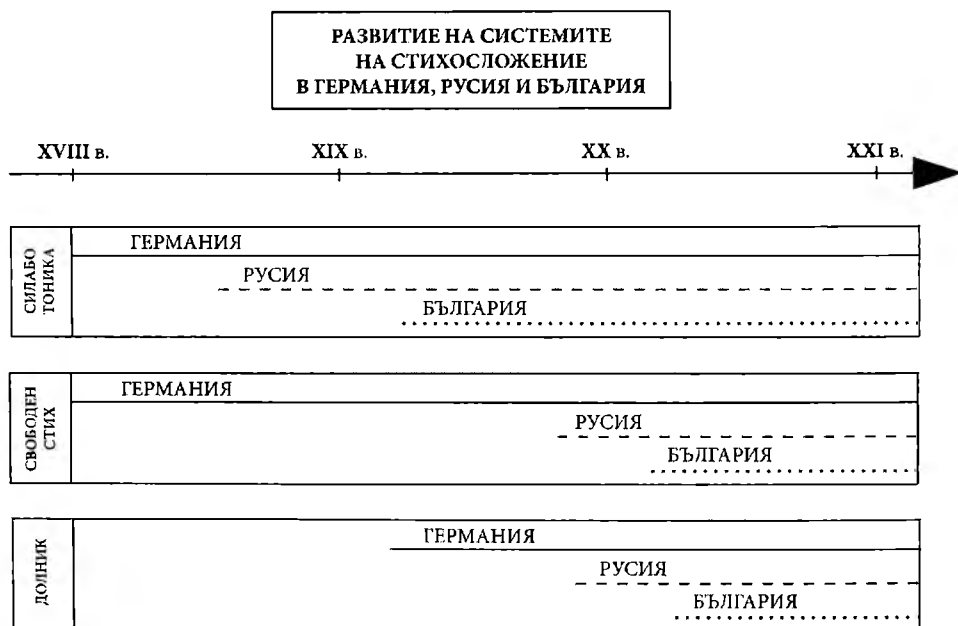 РАЗВИТИЕ НА СИСТЕМИТЕ
НА СТИХОСЛОЖЕНИЕ
В ГЕРМАНИЯ, РУСИЯ И БЪЛГАРИЯ
XVIII в. XIX в. XX в. XXI в.
СИЛАБО
ТОНИКА
ГЕРМАНИЯ
РУСИЯ
БЪЛГАРИЯ
СВОБОДЕН
СТИХ
ГЕРМАНИЯ
РУСИЯ
БЪЛГАРИЯ
ДОЛНИК
ГЕРМАНИЯ
РУСИЯ
БЪЛГАРИЯ